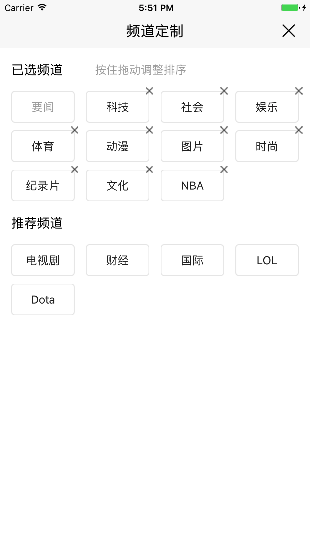 Carrier 5:51 PM
频道定制
已选频道 按住拖动调整排序
要闻 科技 社会 娱乐
体育 动漫 图片 时尚
纪录片 文化 NBA
推荐频道
电视剧 财经 国际 LOL
Dota